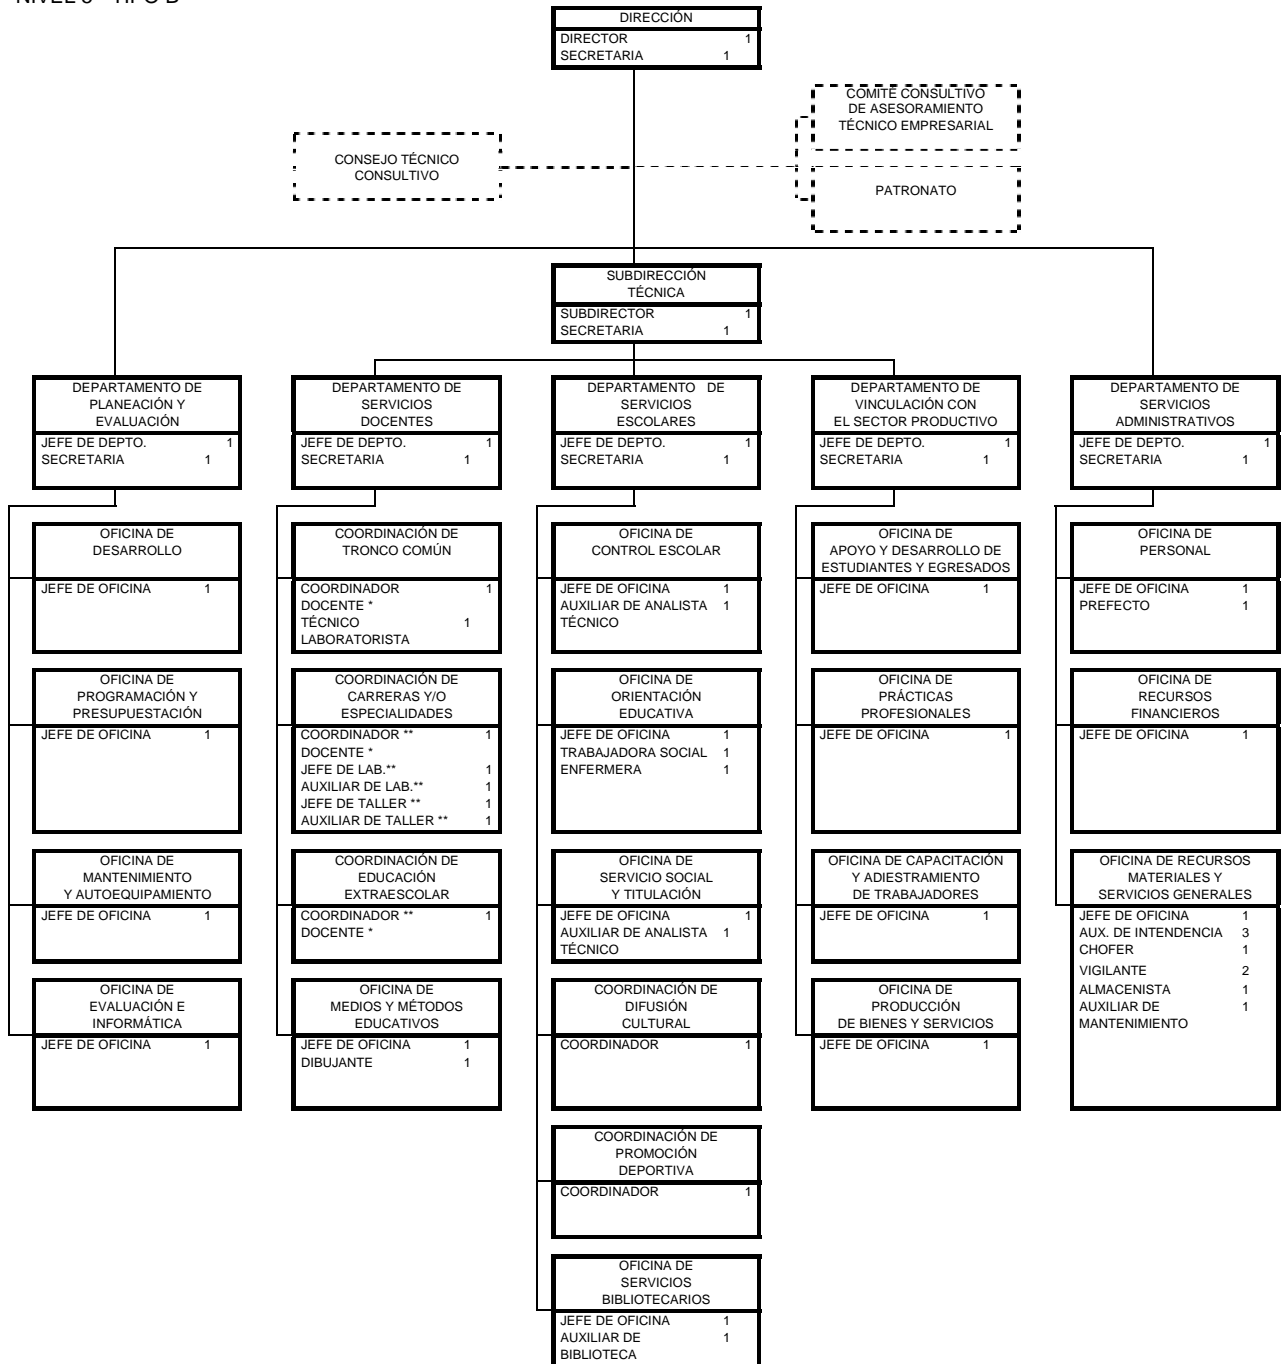 DIRECCIÓN
DIRECTOR 1
SECRETARIA 1
COMITÉ CONSULTIVO
DE ASESORAMIENTO
TÉCNICO EMPRESARIAL
CONSEJO TÉCNICO
CONSULTIVO
PATRONATO
SUBDIRECCIÓN
TÉCNICA
SUBDIRECTOR 1
SECRETARIA 1
DEPARTAMENTO DE
PLANEACIÓN Y
EVALUACIÓN
JEFE DE DEPTO. 1
SECRETARIA 1
DEPARTAMENTO DE
SERVICIOS
DOCENTES
JEFE DE DEPTO. 1
SECRETARIA 1
DEPARTAMENTO DE
SERVICIOS
ESCOLARES
JEFE DE DEPTO. 1
SECRETARIA 1
DEPARTAMENTO DE
VINCULACIÓN CON
EL SECTOR PRODUCTIVO
JEFE DE DEPTO. 1
SECRETARIA 1
DEPARTAMENTO DE
SERVICIOS
ADMINISTRATIVOS
JEFE DE DEPTO. 1
SECRETARIA 1
OFICINA DE
DESARROLLO
JEFE DE OFICINA 1
OFICINA DE
PROGRAMACIÓN Y
PRESUPUESTACIÓN
JEFE DE OFICINA 1
OFICINA DE
MANTENIMIENTO
Y AUTOEQUIPAMIENTO
JEFE DE OFICINA 1
OFICINA DE
EVALUACIÓN E
INFORMÁTICA
JEFE DE OFICINA 1
COORDINACIÓN DE
TRONCO COMÚN
COORDINADOR 1
DOCENTE *
TÉCNICO 1
LABORATORISTA
COORDINACIÓN DE
CARRERAS Y/O
ESPECIALIDADES
COORDINADOR ** 1
DOCENTE *
JEFE DE LAB.** 1
AUXILIAR DE LAB.** 1
JEFE DE TALLER ** 1
AUXILIAR DE TALLER ** 1
COORDINACIÓN DE
EDUCACIÓN
EXTRAESCOLAR
COORDINADOR ** 1
DOCENTE *
OFICINA DE
MEDIOS Y MÉTODOS
EDUCATIVOS
JEFE DE OFICINA 1
DIBUJANTE 1
OFICINA DE
CONTROL ESCOLAR
JEFE DE OFICINA 1
AUXILIAR DE ANALISTA 1
TÉCNICO
OFICINA DE
ORIENTACIÓN
EDUCATIVA
JEFE DE OFICINA 1
TRABAJADORA SOCIAL 1
ENFERMERA 1
OFICINA DE
SERVICIO SOCIAL
Y TITULACIÓN
JEFE DE OFICINA 1
AUXILIAR DE ANALISTA 1
TÉCNICO
COORDINACIÓN DE
DIFUSIÓN
CULTURAL
COORDINADOR 1
COORDINACIÓN DE
PROMOCIÓN
DEPORTIVA
COORDINADOR 1
OFICINA DE
SERVICIOS
BIBLIOTECARIOS
JEFE DE OFICINA 1
AUXILIAR DE 1
BIBLIOTECA
OFICINA DE
APOYO Y DESARROLLO DE
ESTUDIANTES Y EGRESADOS
JEFE DE OFICINA 1
OFICINA DE
PRÁCTICAS
PROFESIONALES
JEFE DE OFICINA 1
OFICINA DE CAPACITACIÓN
Y ADIESTRAMIENTO
DE TRABAJADORES
JEFE DE OFICINA 1
OFICINA DE
PRODUCCIÓN
DE BIENES Y SERVICIOS
JEFE DE OFICINA 1
OFICINA DE
PERSONAL
JEFE DE OFICINA 1
PREFECTO 1
OFICINA DE
RECURSOS
FINANCIEROS
JEFE DE OFICINA 1
OFICINA DE RECURSOS
MATERIALES Y
SERVICIOS GENERALES
JEFE DE OFICINA 1
AUX. DE INTENDENCIA 3
CHOFER 1
VIGILANTE 2
ALMACENISTA 1
AUXILIAR DE 1
MANTENIMIENTO